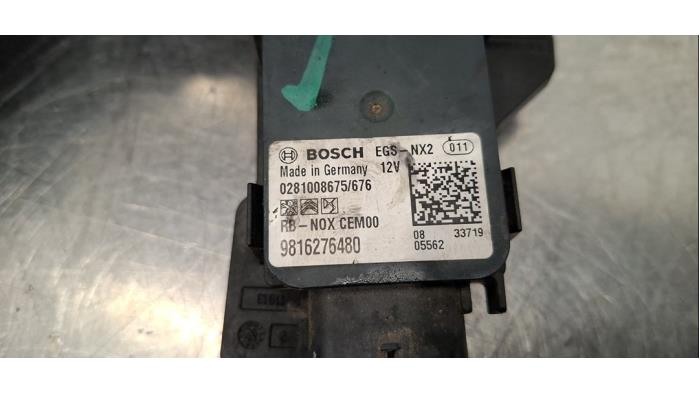 BOSCH EGS-NX2 011
Made in Germany 12V
0281008675/676
RB-NOX CEM00
9816276480
08 33719
05562